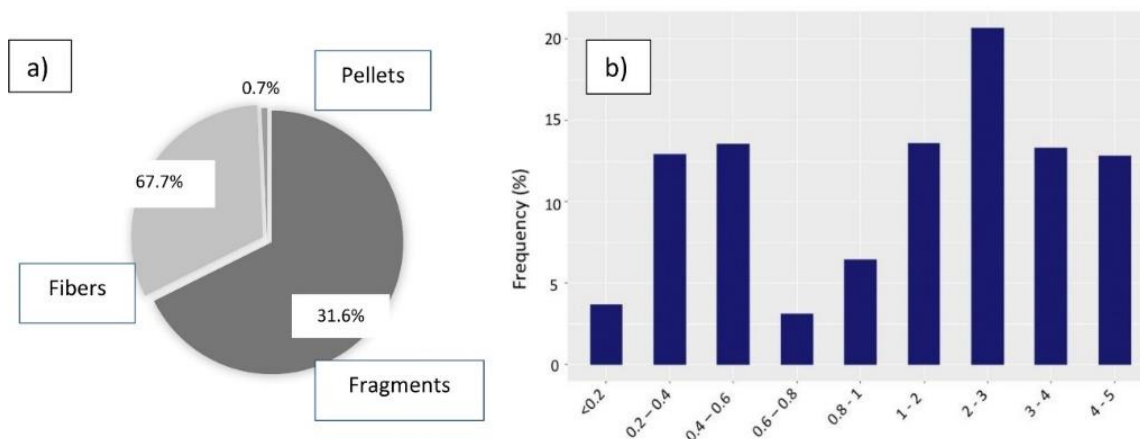 a)
Pellets
0.7%
67.7%
Fibers
31.6%
Fragments
b)
Frequency (%)
20
15
10
5
0
<0.2
0.2 – 0.4
0.4 – 0.6
0.6 – 0.8
0.8 - 1
1 - 2
2 - 3
3 - 4
4 - 5